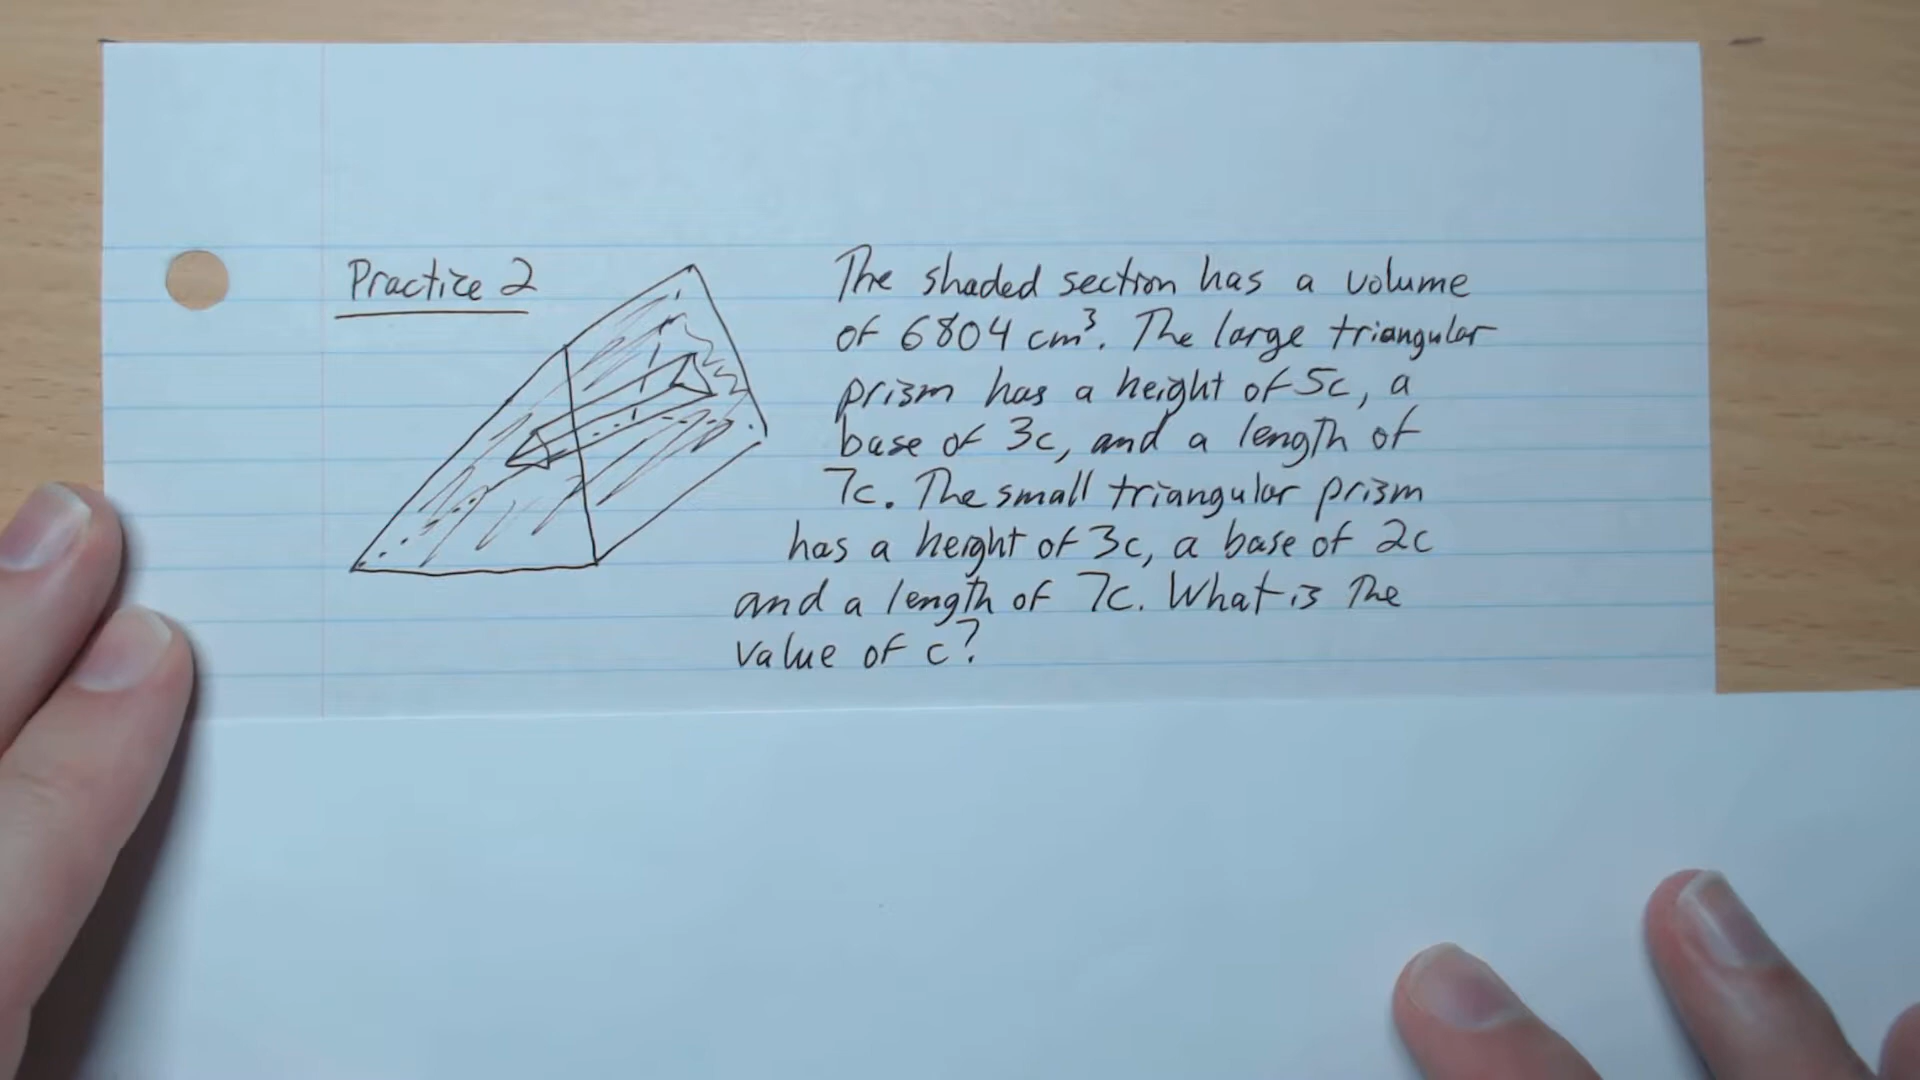 Practice 2
The shaded section has a volume
of 6804 cm³. The large triangular
prism has a height of 5c, a
base of 3c, and a length of
7c. The small triangular prism
has a height of 3c, a base of 2c
and a length of 7c. What is the
value of c?